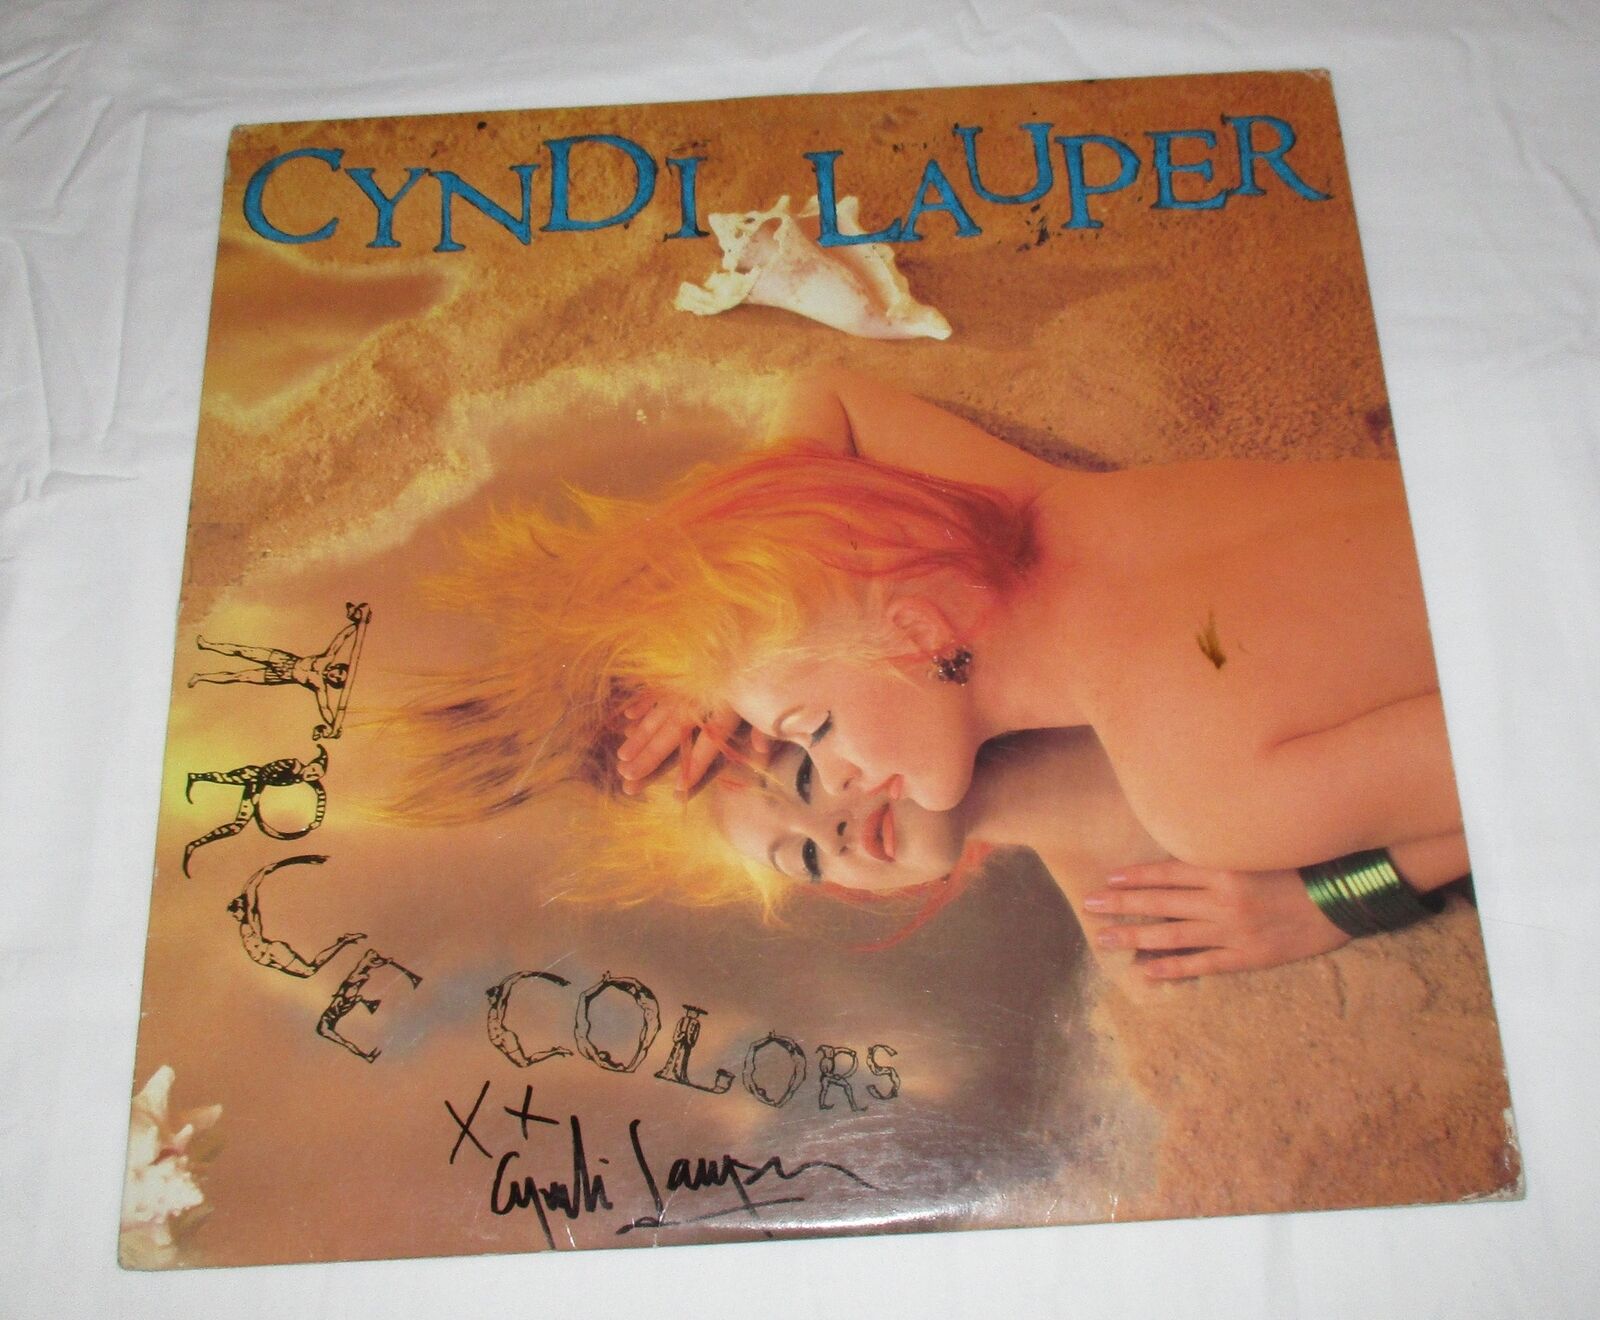 CYNDI LAUPER
TRUE COLORS
XX
Cyndi Lauper